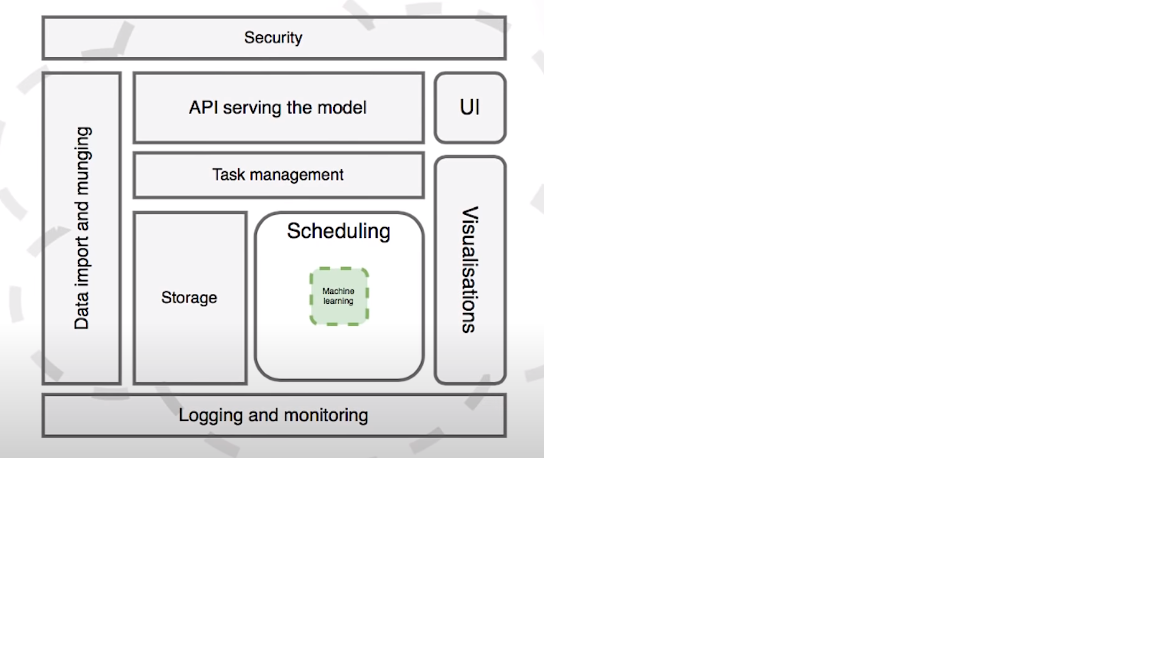 Security
Data import and munging
API serving the model
UI
Task management
Visualisations
Storage
Scheduling
Machine
learning
Logging and monitoring